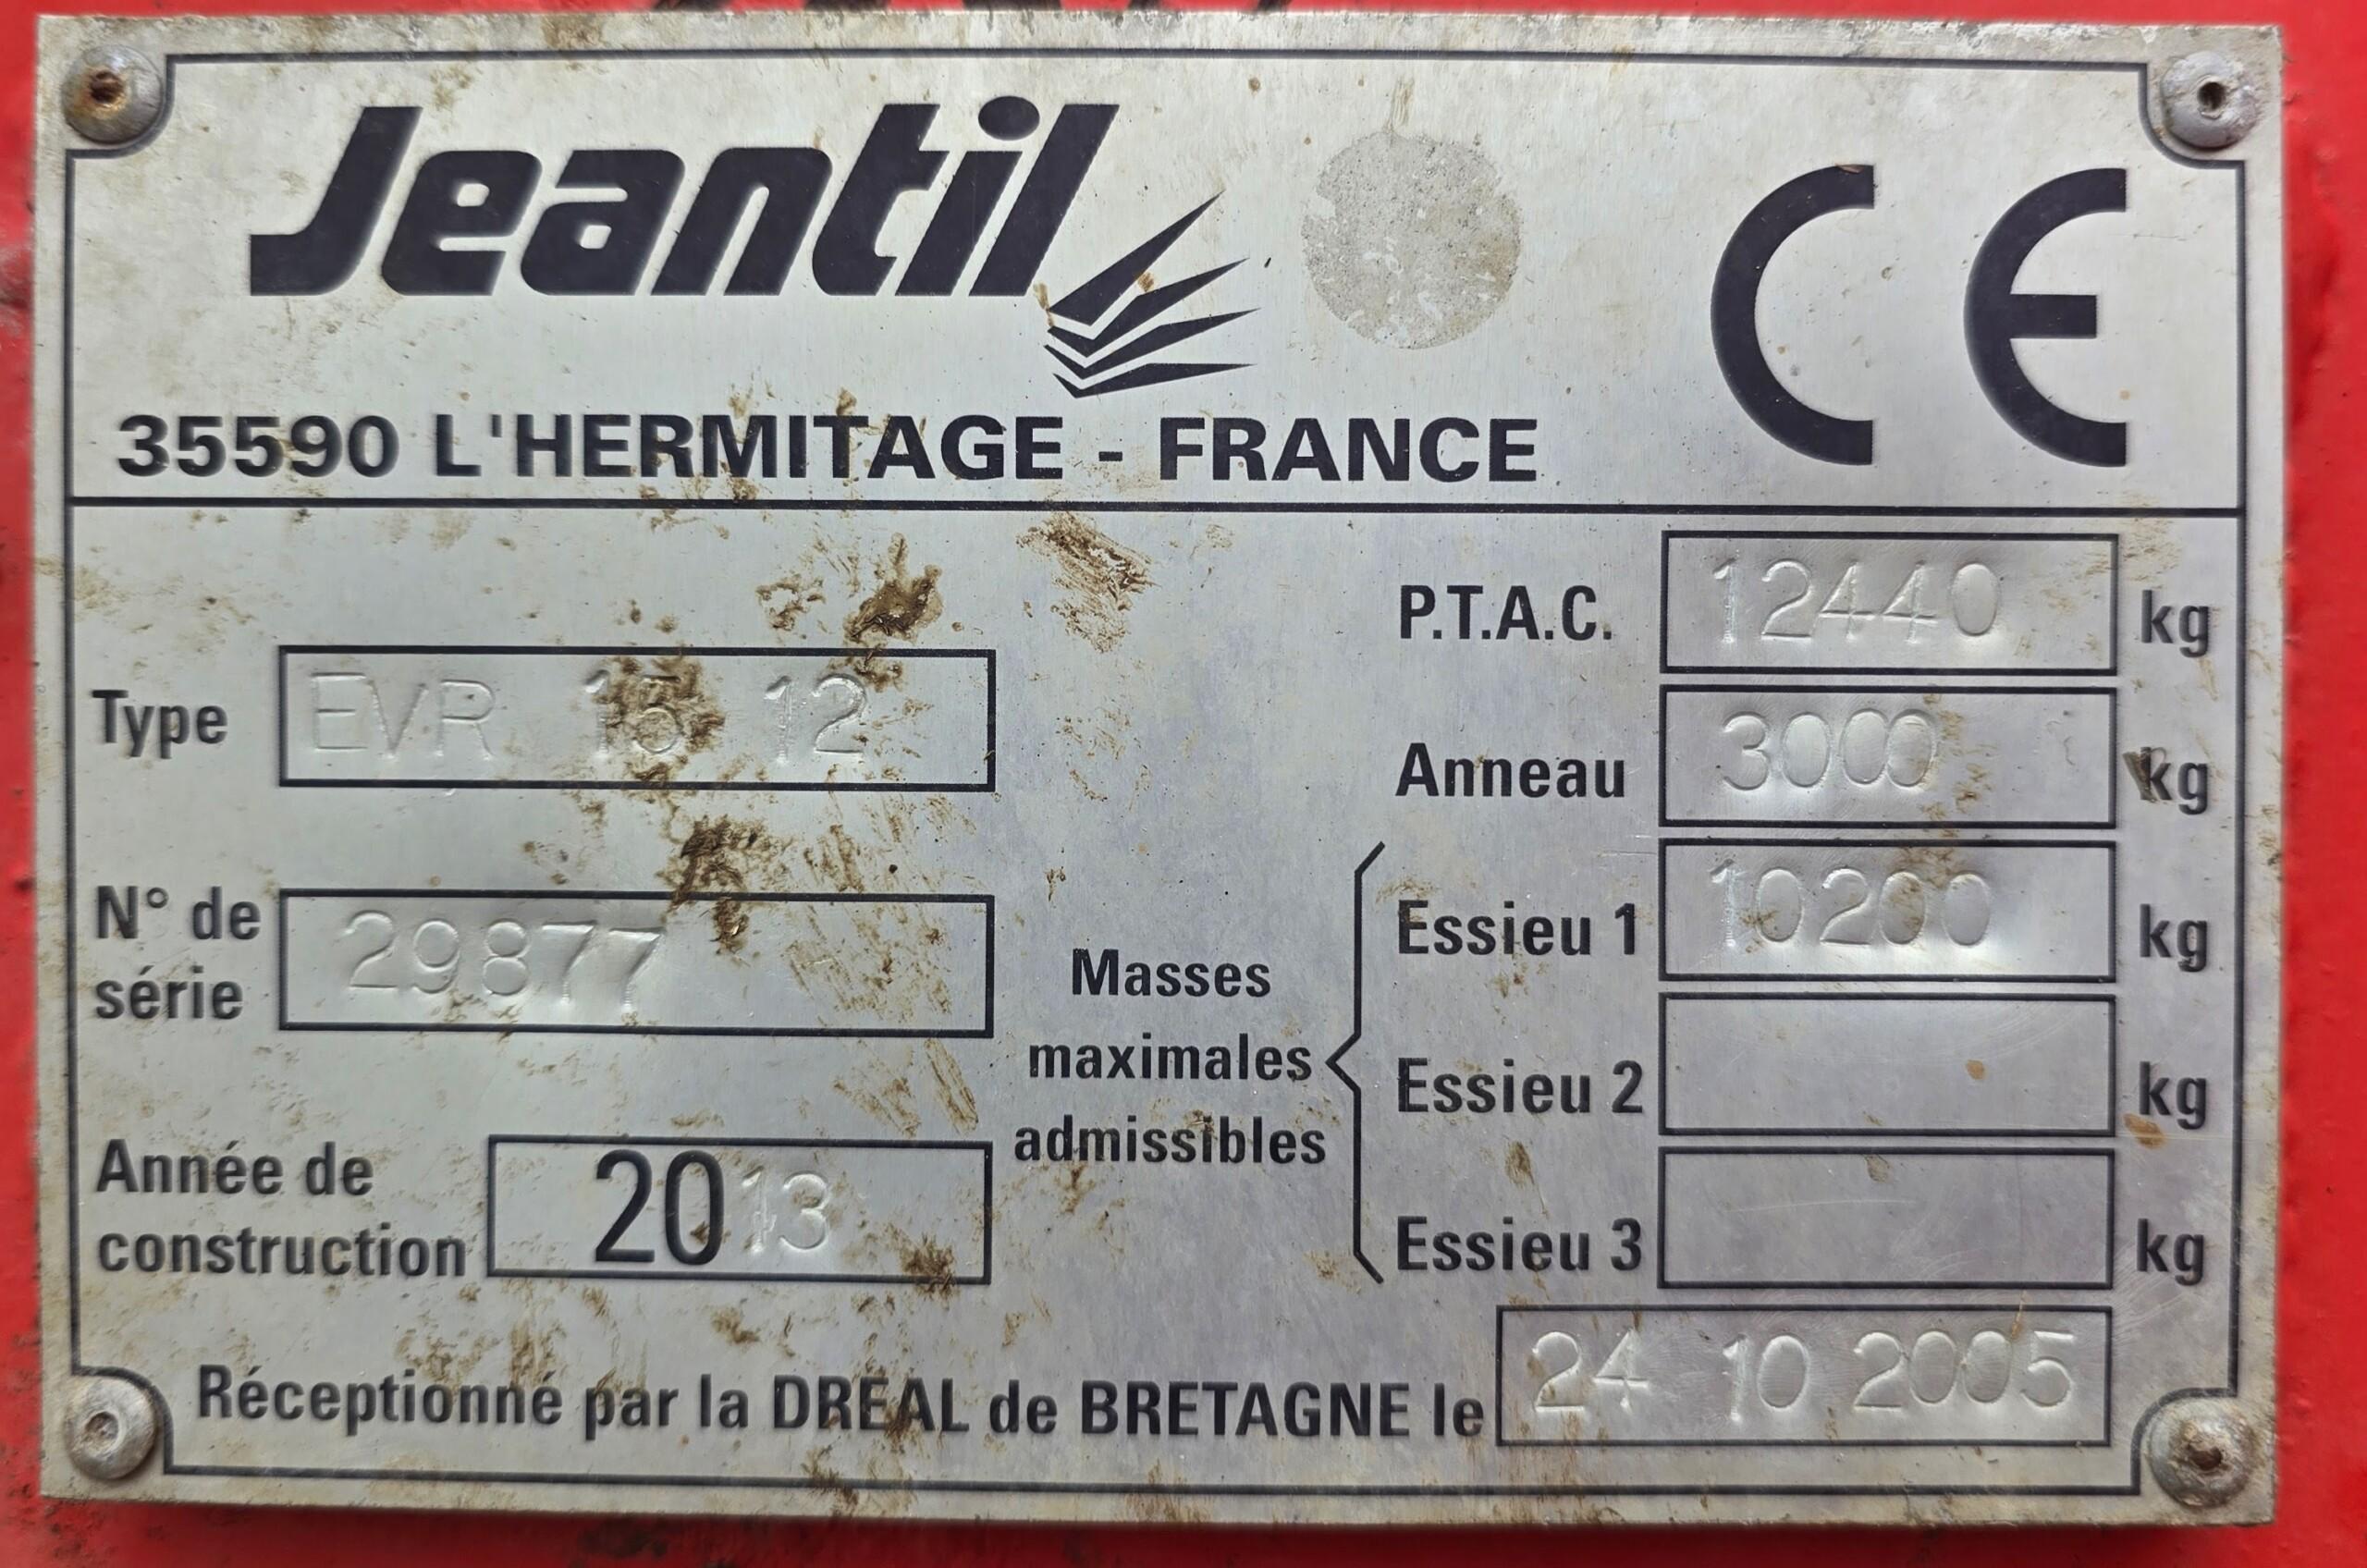 Jeantil
CE
35590 L'HERMITAGE - FRANCE
Type EVR 15 12
N° de série 29877
Année de construction 2013
P.T.A.C. 12440 kg
Anneau 3000 kg
Masses maximales admissibles
Essieu 1 10200 kg
Essieu 2 kg
Essieu 3 kg
Réceptionné par la DREAL de BRETAGNE le 24 10 2005